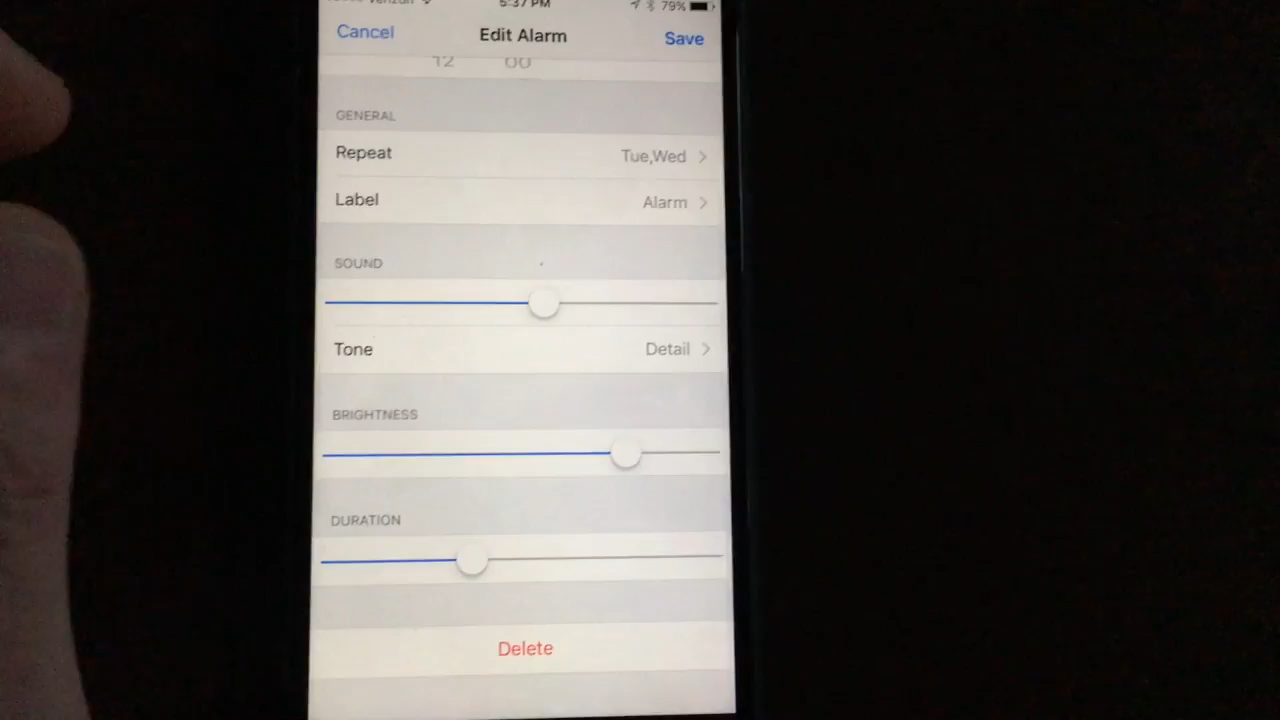 verizon 5:37 PM 79%
Cancel Edit Alarm Save
12 00
GENERAL
Repeat Tue,Wed
Label Alarm
SOUND
Tone Detail
BRIGHTNESS
DURATION
Delete